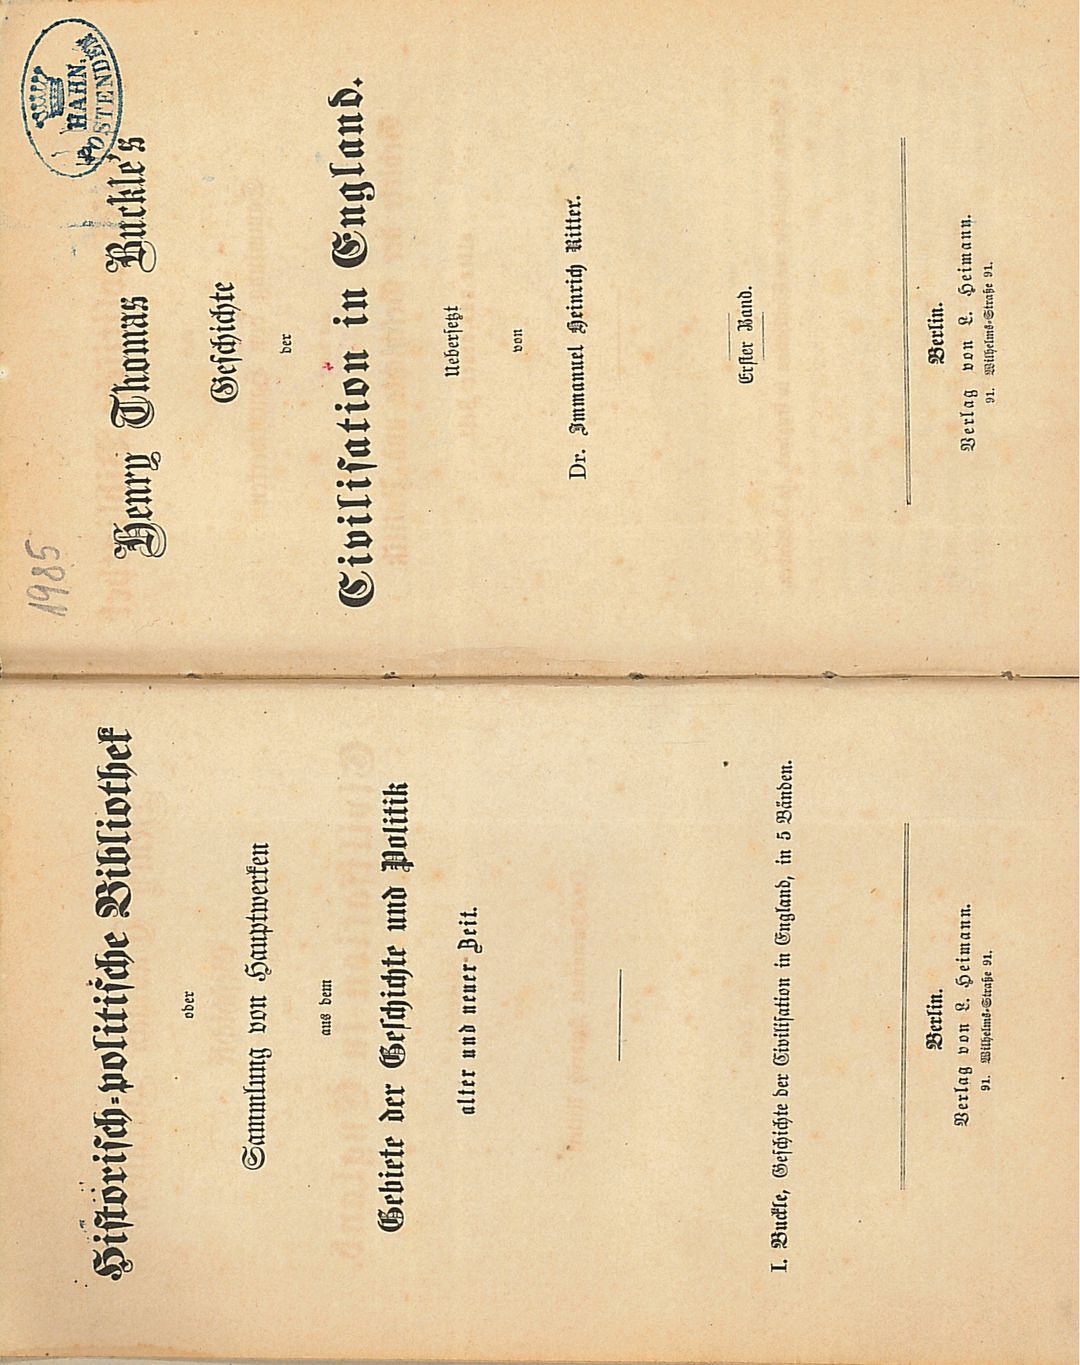 Historisch-politische Bibliothek
oder
Sammlung von Hauptwerken
aus dem
Gebiete der Geschichte und Politik
alter und neuer Zeit.
I. Buckle, Geschichte der Civilisation in England, in 5 Bänden.
Berlin.
Verlag von L. Heimann.
91. Wilhelms-Straße 91.
1985
HAHN.
POSTENDEN
Henry Thomas Buckle's
Geschichte
der
Civilisation in England.
Uebersetzt
von
Dr. Immanuel Heinrich Ritter.
Erster Band.
Berlin.
Verlag von L. Heimann.
91. Wilhelms-Straße 91.